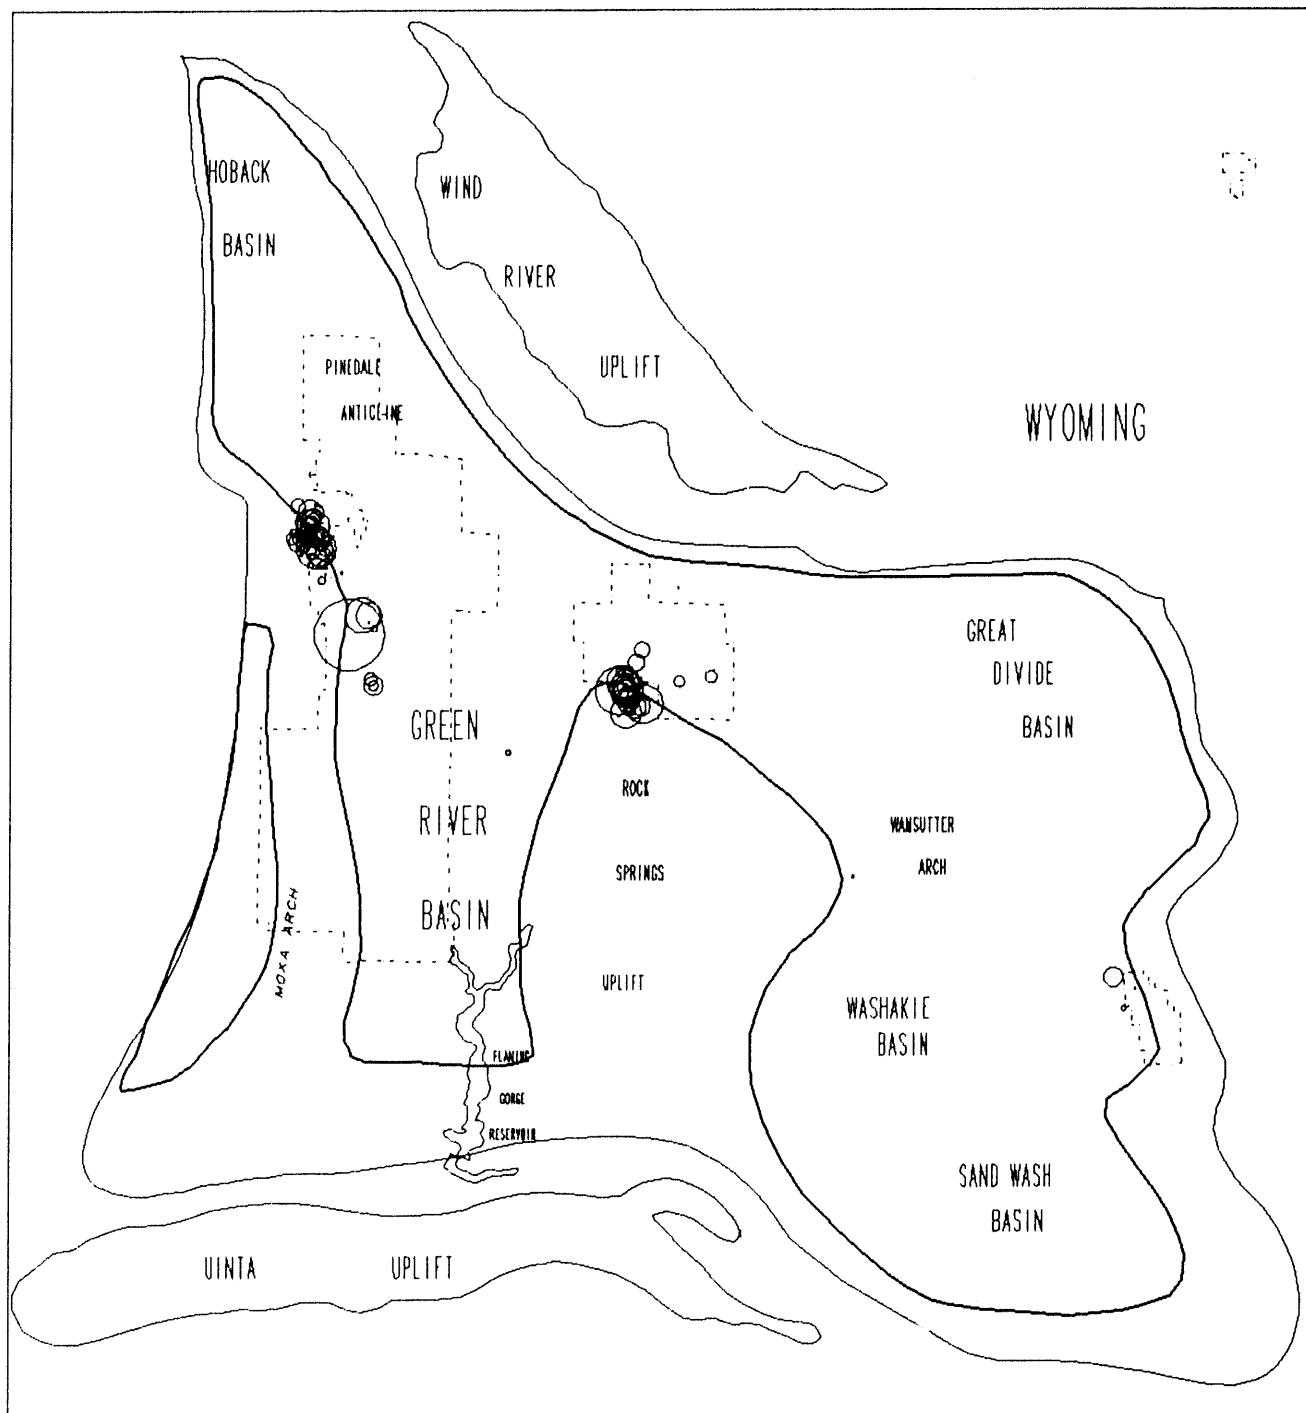 HOBACK
BASIN
WIND
RIVER
UPLIFT
PINEDALE
ANTICLINE
WYOMING
GREAT
DIVIDE
BASIN
GREEN
RIVER
BASIN
ROCK
SPRINGS
UPLIFT
WAMSUTTER
ARCH
MOXA ARCH
WASHAKIE
BASIN
FLAMING
GORGE
RESERVOIR
SAND WASH
BASIN
UINTA UPLIFT